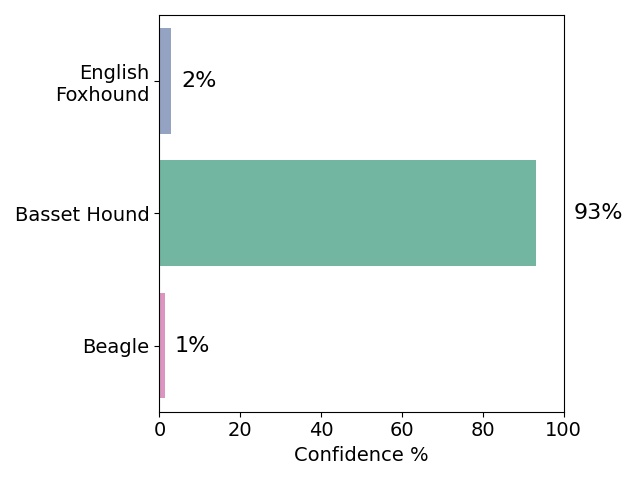 English
Foxhound
2%
Basset Hound
93%
Beagle
1%
0 20 40 60 80 100
Confidence %